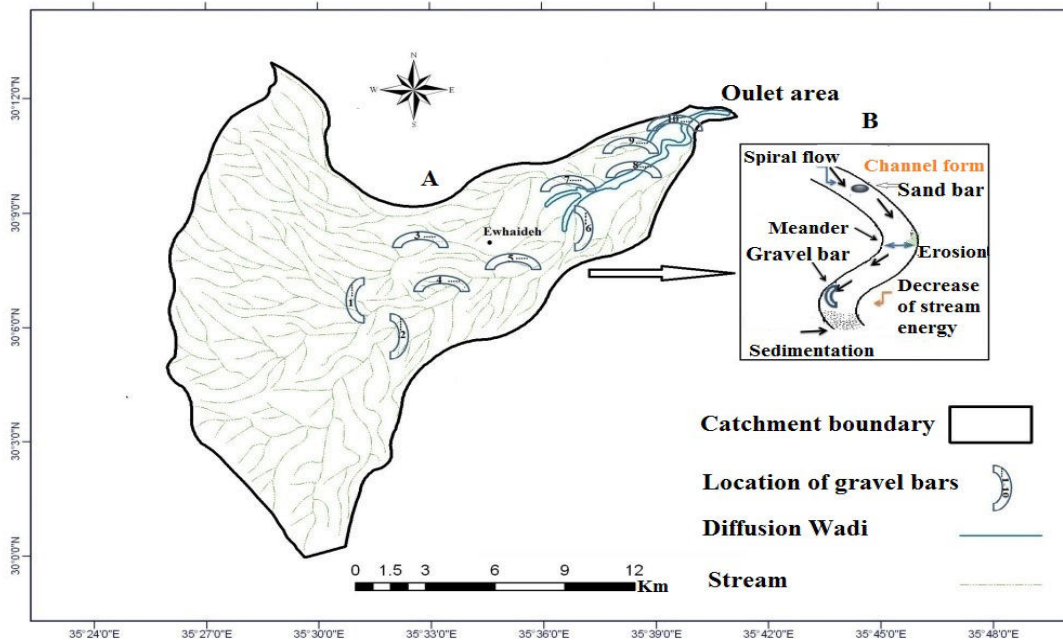 N
W
E
S
Oulet area
B
A
Spiral flow
Channel form
Sand bar
Meander
Gravel bar
Erosion
Decrease
of stream
energy
Sedimentation
10
9
8
7
6
Ewhaideh
3
5
4
1
2
Catchment boundary
Location of gravel bars
1-10
Diffusion Wadi
Stream
0 1.5 3 6 9 12
Km
30°12'0"N
30°9'0"N
30°6'0"N
30°3'0"N
30°0'0"N
35°24'0"E 35°27'0"E 35°30'0"E 35°33'0"E 35°36'0"E 35°39'0"E 35°42'0"E 35°45'0"E 35°48'0"E